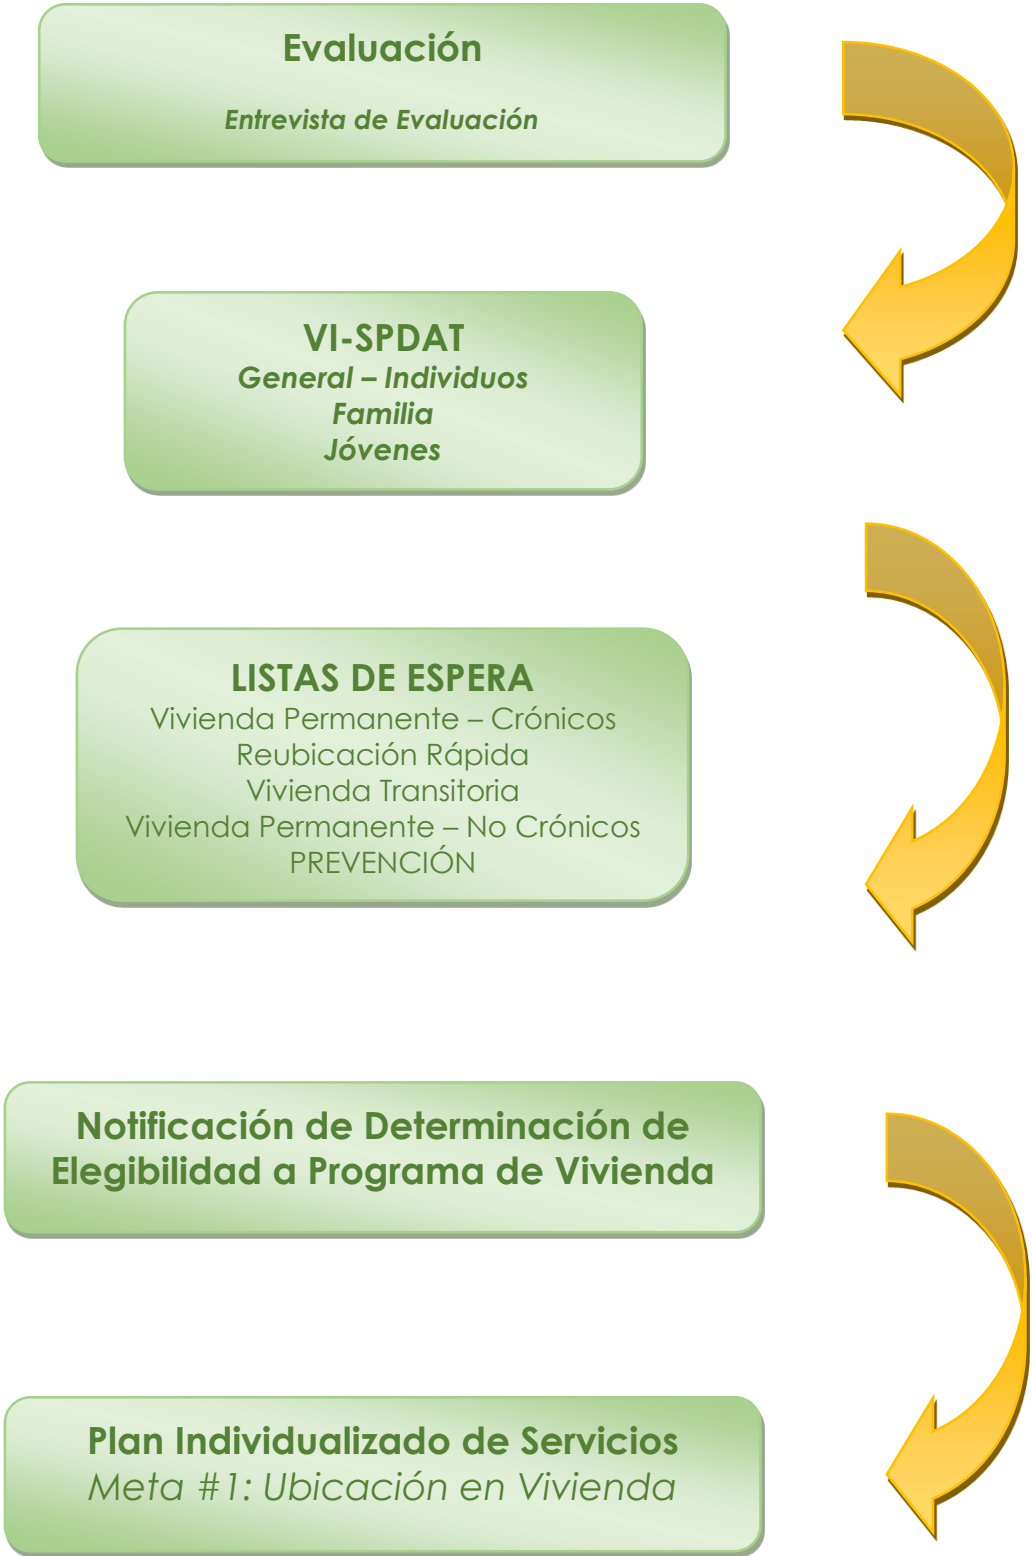 Evaluación
Entrevista de Evaluación
VI-SPDAT
General – Individuos
Familia
Jóvenes
LISTAS DE ESPERA
Vivienda Permanente – Crónicos
Reubicación Rápida
Vivienda Transitoria
Vivienda Permanente – No Crónicos
PREVENCIÓN
Notificación de Determinación de
Elegibilidad a Programa de Vivienda
Plan Individualizado de Servicios
Meta #1: Ubicación en Vivienda